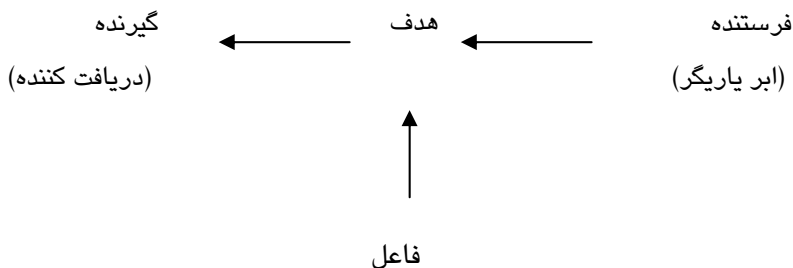 فرستنده
هدف
گیرنده
(ابر یاریگر)
(دریافت کننده)
فاعل